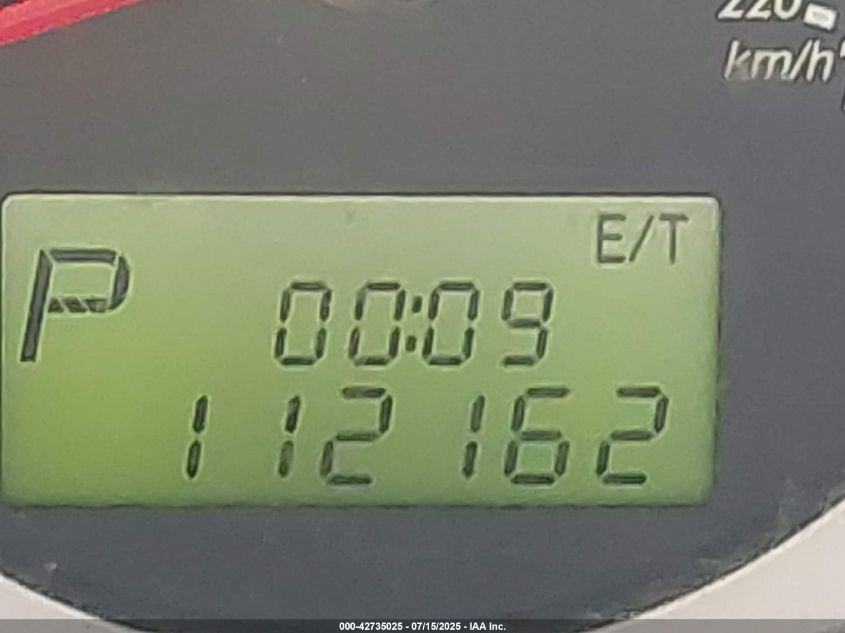 220
km/h
E/T
P 00:09
112162
000-42735025 - 07/15/2025 - IAA Inc.